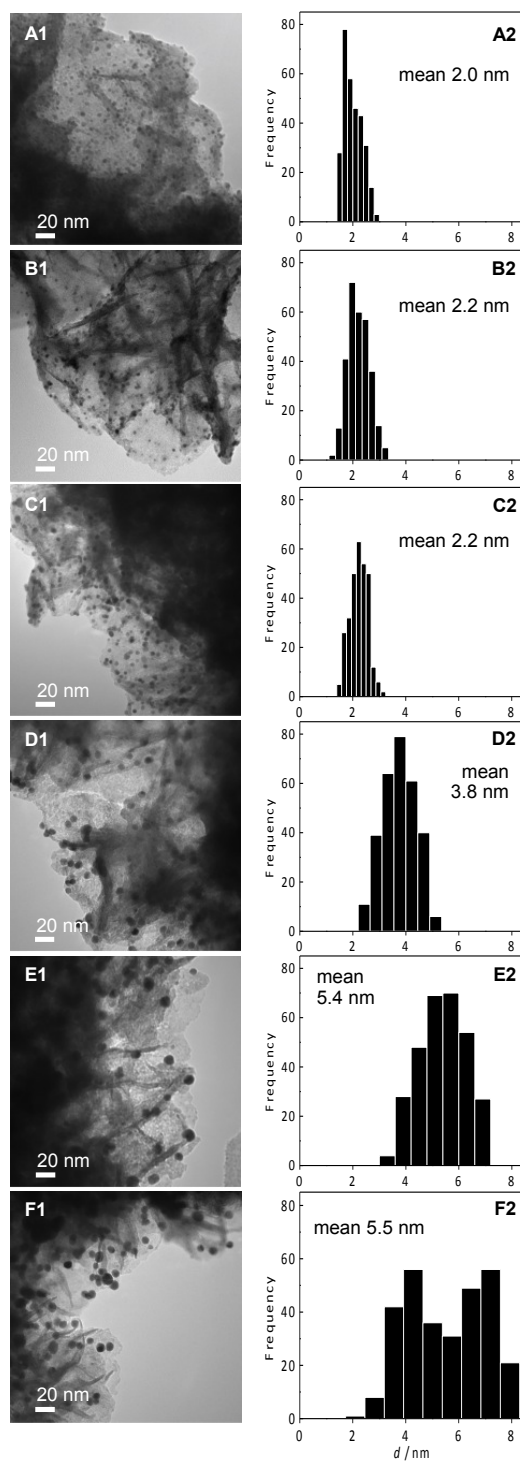 A1
20 nm
A2
mean 2.0 nm
Frequency
80
60
40
20
0
0 2 4 6 8
B1
20 nm
B2
mean 2.2 nm
Frequency
80
60
40
20
0
0 2 4 6 8
C1
20 nm
C2
mean 2.2 nm
Frequency
80
60
40
20
0
0 2 4 6 8
D1
20 nm
D2
mean
3.8 nm
Frequency
80
60
40
20
0
0 2 4 6 8
E1
20 nm
E2
mean
5.4 nm
Frequency
80
60
40
20
0
0 2 4 6 8
F1
20 nm
F2
mean 5.5 nm
Frequency
80
60
40
20
0
0 2 4 6 8
d / nm